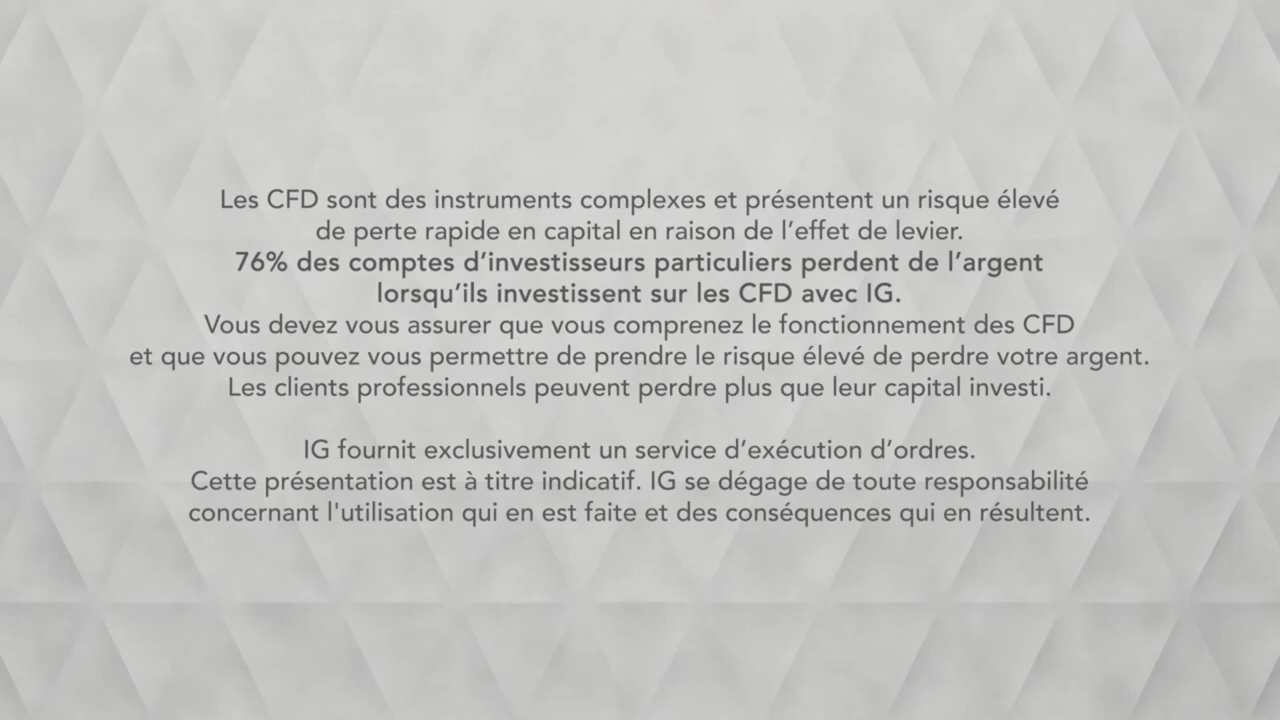 Les CFD sont des instruments complexes et présentent un risque élevé
de perte rapide en capital en raison de l’effet de levier.
76% des comptes d’investisseurs particuliers perdent de l’argent
lorsqu’ils investissent sur les CFD avec IG.
Vous devez vous assurer que vous comprenez le fonctionnement des CFD
et que vous pouvez vous permettre de prendre le risque élevé de perdre votre argent.
Les clients professionnels peuvent perdre plus que leur capital investi.
IG fournit exclusivement un service d’exécution d’ordres.
Cette présentation est à titre indicatif. IG se dégage de toute responsabilité
concernant l'utilisation qui en est faite et des conséquences qui en résultent.